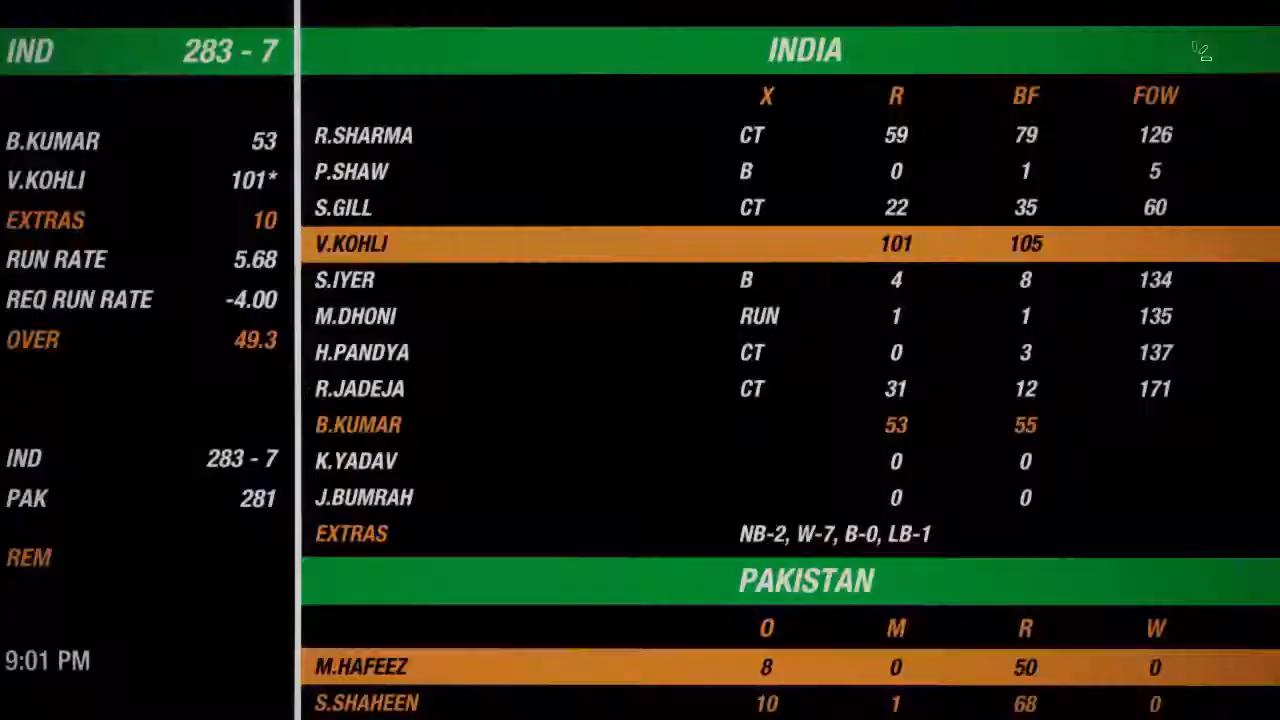 IND 283 - 7
B.KUMAR 53
V.KOHLI 101*
EXTRAS 10
RUN RATE 5.68
REQ RUN RATE -4.00
OVER 49.3
IND 283 - 7
PAK 281
REM
9:01 PM
INDIA
X R BF FOW
R.SHARMA CT 59 79 126
P.SHAW B 0 1 5
S.GILL CT 22 35 60
V.KOHLI 101 105
S.IYER B 4 8 134
M.DHONI RUN 1 1 135
H.PANDYA CT 0 3 137
R.JADEJA CT 31 12 171
B.KUMAR 53 55
K.YADAV 0 0
J.BUMRAH 0 0
EXTRAS NB-2, W-7, B-0, LB-1
PAKISTAN
O M R W
M.HAFEEZ 8 0 50 0
S.SHAHEEN 10 1 68 0